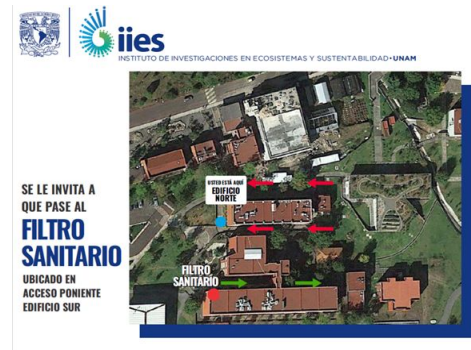 iies
INSTITUTO DE INVESTIGACIONES EN ECOSISTEMAS Y SUSTENTABILIDAD•UNAM
SE LE INVITA A
QUE PASE AL
FILTRO
SANITARIO
UBICADO EN
ACCESO PONIENTE
EDIFICIO SUR
USTED ESTÁ AQUÍ
EDIFICIO
NORTE
FILTRO
SANITARIO